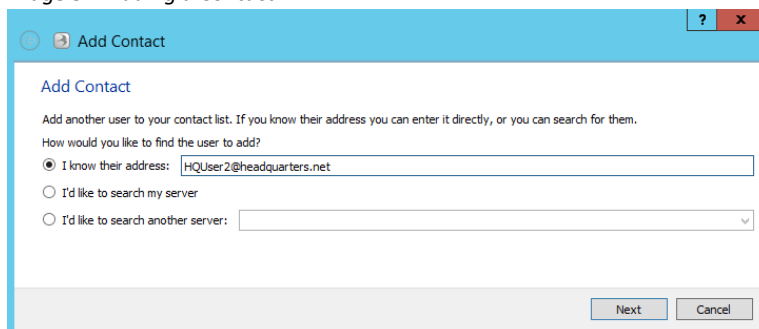 ? x
Add Contact
Add Contact
Add another user to your contact list. If you know their address you can enter it directly, or you can search for them.
How would you like to find the user to add?
I know their address: HQUser2@headquarters.net
I'd like to search my server
I'd like to search another server:
Next Cancel